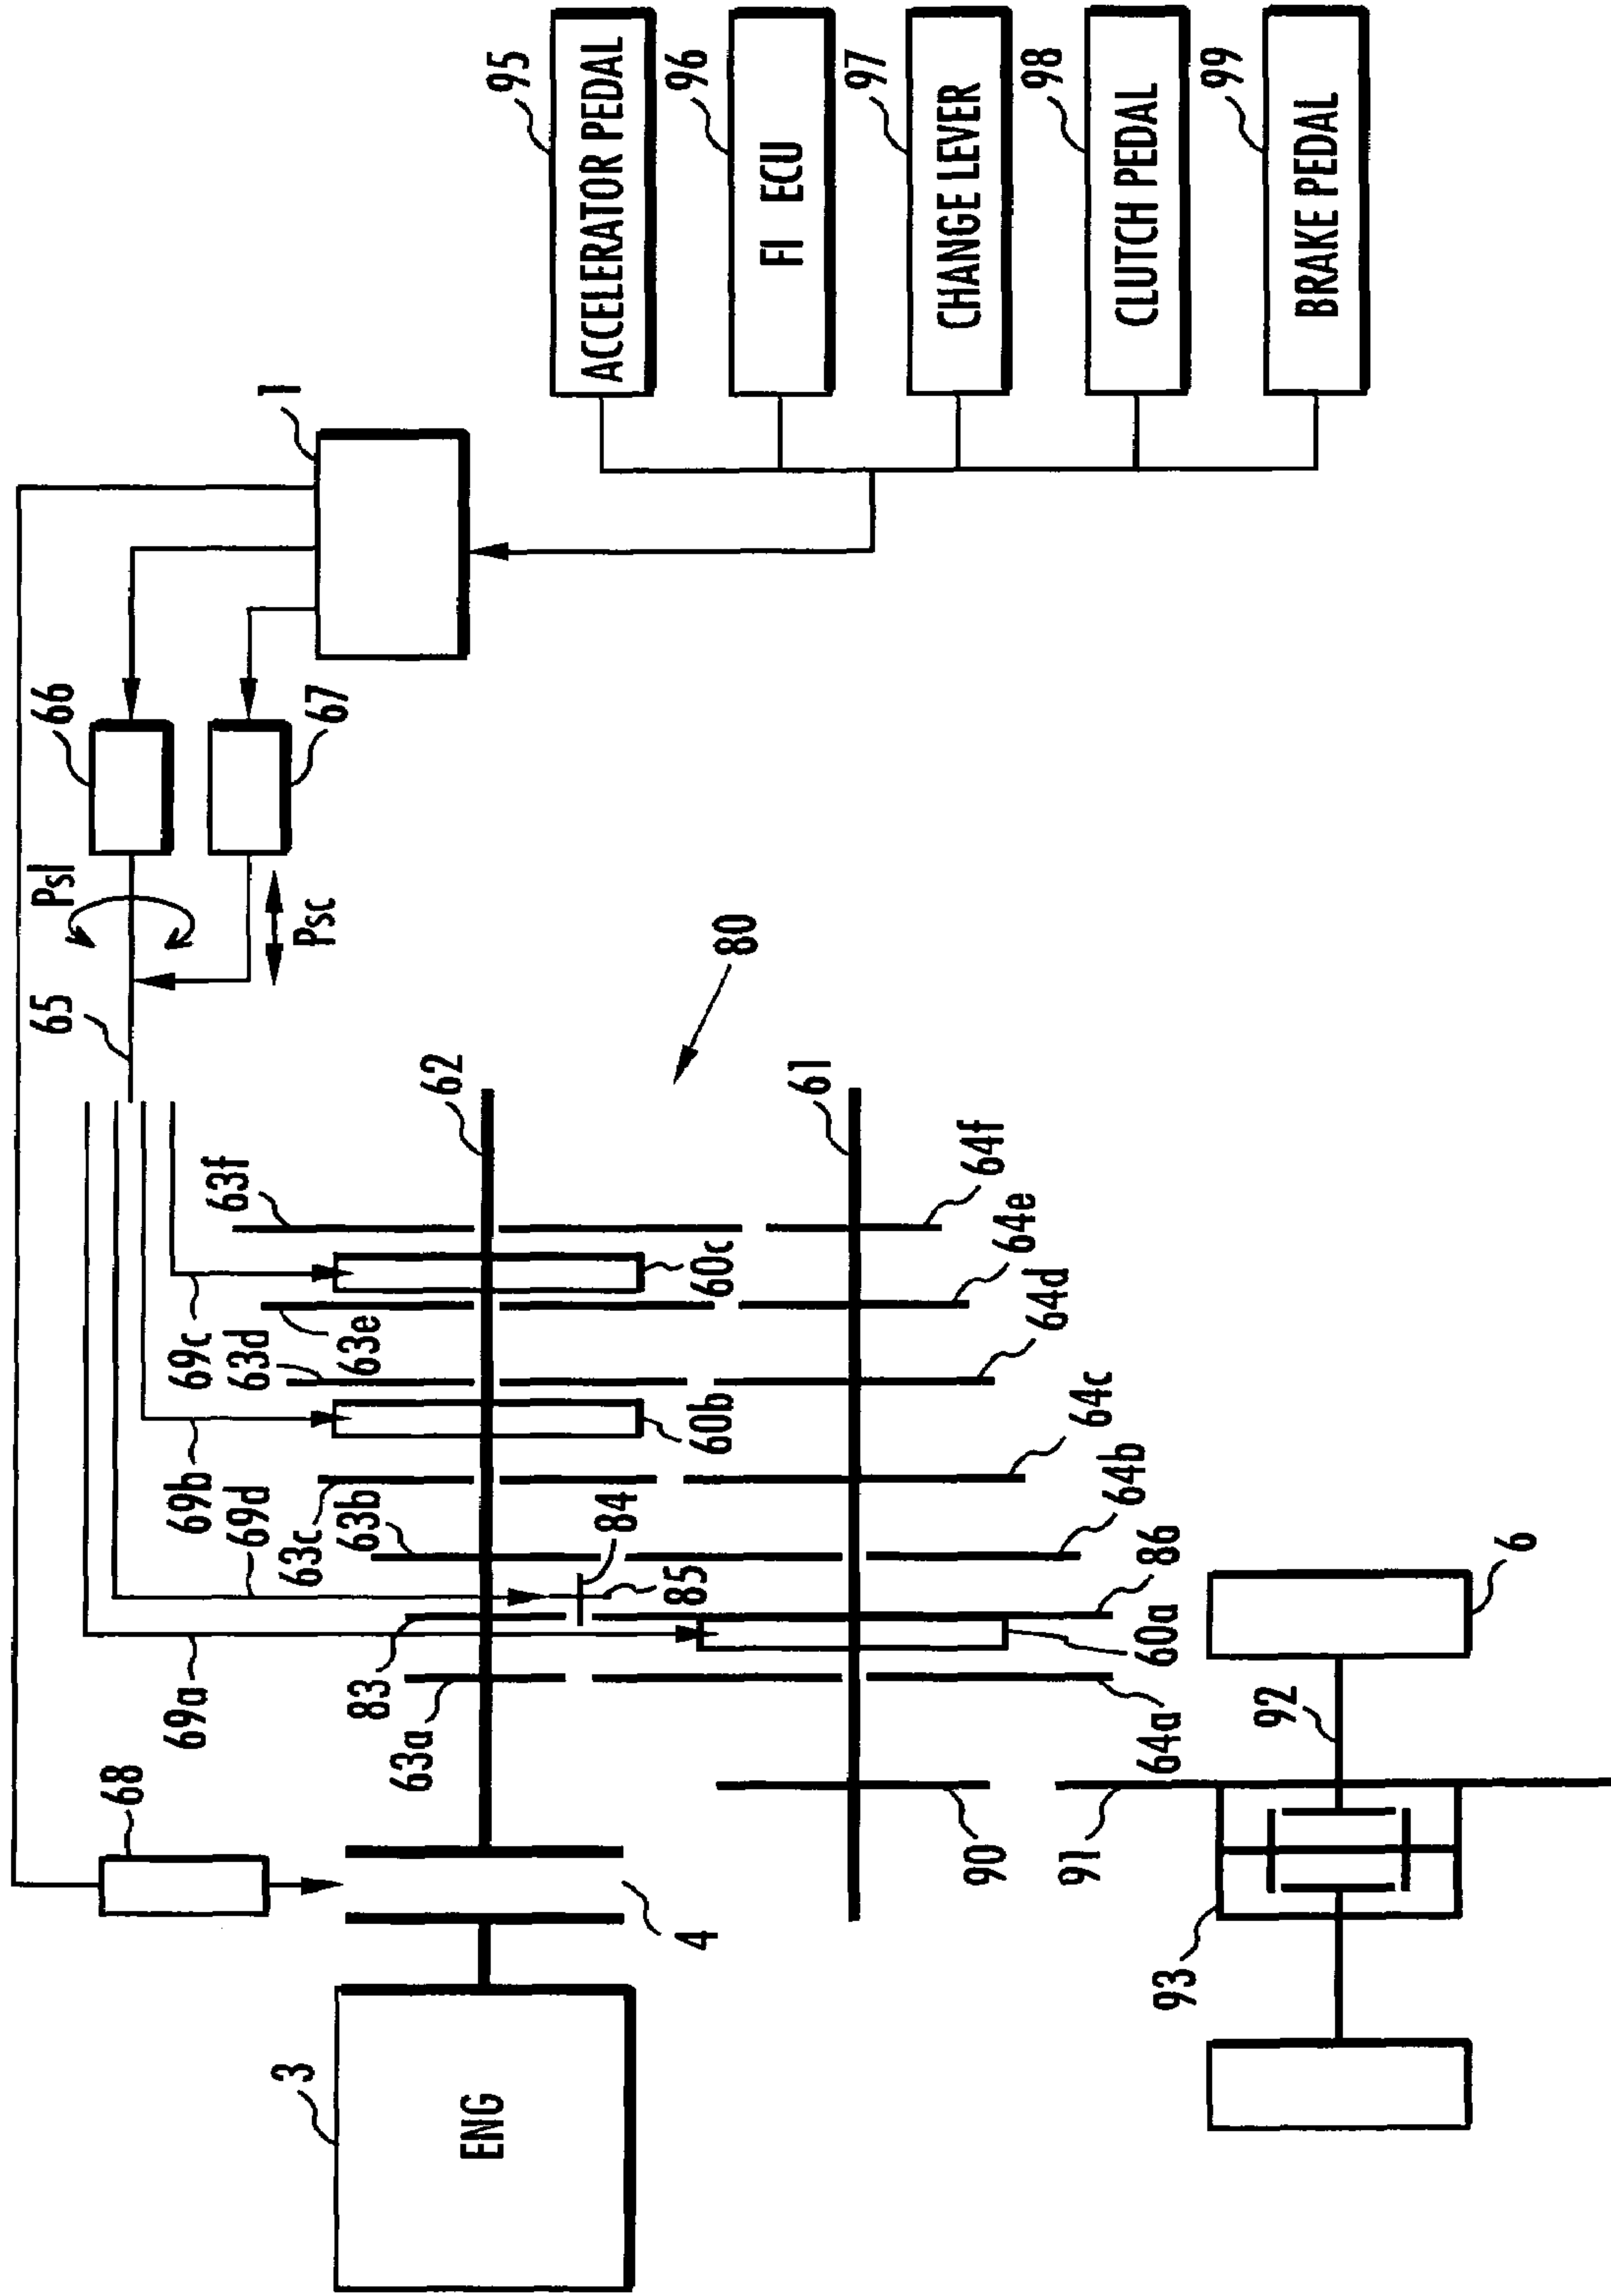 1
66
67
Psl
Psc
65
80
95
ACCELERATOR PEDAL
96
FI ECU
97
CHANGE LEVER
98
CLUTCH PEDAL
99
BRAKE PEDAL
62
61
63f
64f
60c
64e
69c
63d
63e
64d
60b
64c
69b
69d
63c
63b
84
64b
85
86
69a
83
63a
60a
64a
68
90
91
92
6
93
4
3
ENG